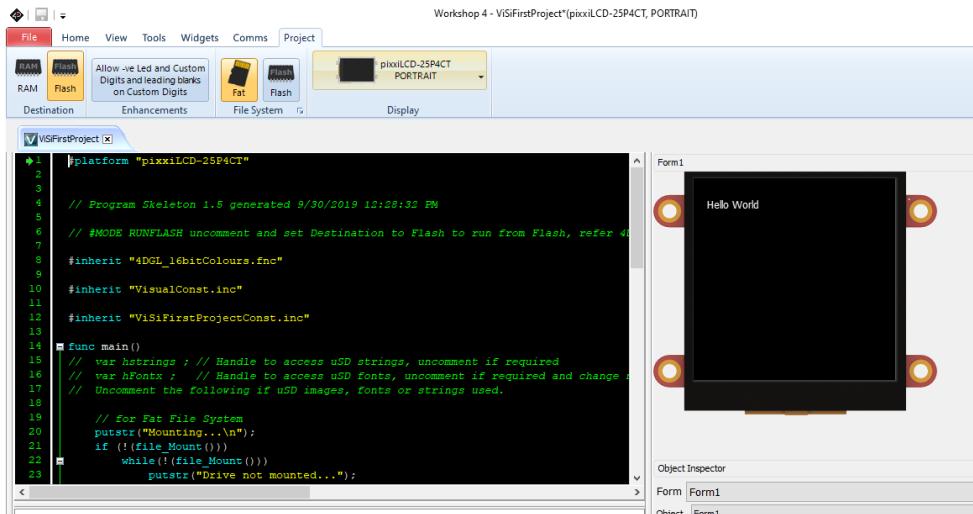 Workshop 4 - ViSiFirstProject*(pixxiLCD-25P4CT, PORTRAIT)
File Home View Tools Widgets Comms Project
RAM
RAM
Flash
Flash
Allow -ve Led and Custom
Digits and leading blanks
on Custom Digits
Fat
Flash
Flash
pixxiLCD-25P4CT
PORTRAIT
Destination Enhancements File System Display
ViSiFirstProject
1 #platform "pixxiLCD-25P4CT"
2
3
4 // Program Skeleton 1.5 generated 9/30/2019 12:28:32 PM
5
6 // #MODE RUNFLASH uncomment and set Destination to Flash to run from Flash, refer
7
8 #inherit "4DGL_16bitColours.fnc"
9
10 #inherit "VisualConst.inc"
11
12 #inherit "ViSiFirstProjectConst.inc"
13
14 func main()
15 // var hstrings ; // Handle to access uSD strings, uncomment if required
16 // var hFontx ; // Handle to access uSD fonts, uncomment if required and change
17 // Uncomment the following if uSD images, fonts or strings used.
18
19 // for Fat File System
20 putstr("Mounting...\n");
21 if (!(file_Mount()))
22 while(!(file_Mount()))
23 putstr("Drive not mounted...");
Form1
Hello World
Object Inspector
Form Form1
Object Form1